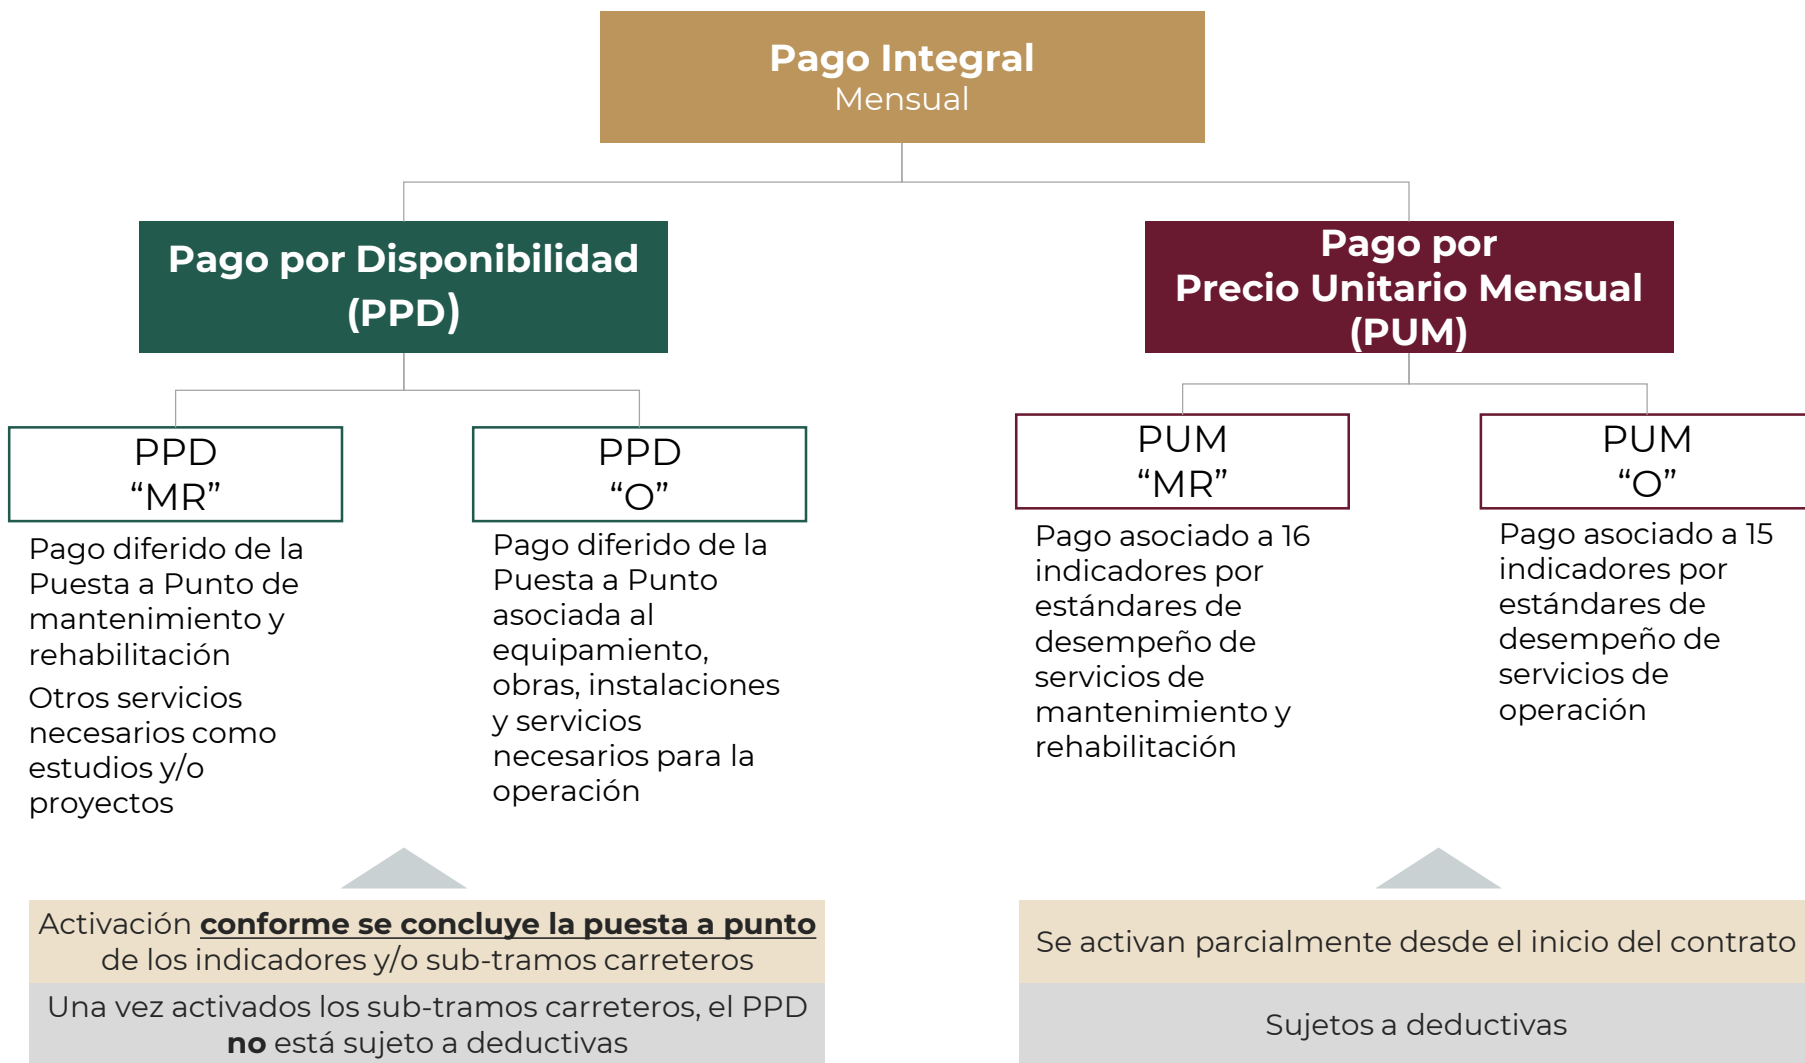 Pago Integral
Mensual
Pago por Disponibilidad
(PPD)
Pago por
Precio Unitario Mensual
(PUM)
PPD
“MR”
Pago diferido de la
Puesta a Punto de
mantenimiento y
rehabilitación
Otros servicios
necesarios como
estudios y/o
proyectos
PPD
“O”
Pago diferido de la
Puesta a Punto
asociada al
equipamiento,
obras, instalaciones
y servicios
necesarios para la
operación
PUM
“MR”
Pago asociado a 16
indicadores por
estándares de
desempeño de
servicios de
mantenimiento y
rehabilitación
PUM
“O”
Pago asociado a 15
indicadores por
estándares de
desempeño de
servicios de
operación
Activación conforme se concluye la puesta a punto
de los indicadores y/o sub-tramos carreteros
Una vez activados los sub-tramos carreteros, el PPD
no está sujeto a deductivas
Se activan parcialmente desde el inicio del contrato
Sujetos a deductivas